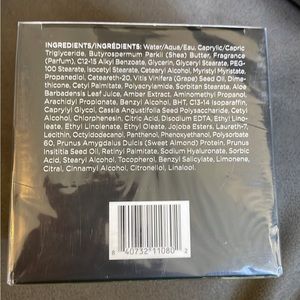 INGREDIENTS/INGRÉDIENTS: Water/Aqua/Eau, Caprylic/Capric
Triglyceride, Butyrospermum Parkii (Shea) Butter, Fragrance
(Parfum), C12-15 Alkyl Benzoate, Glycerin, Glyceryl Stearate, PEG-
100 Stearate, Isocetyl Stearate, Cetearyl Alcohol, Myristyl Myristate,
Propanediol, Ceteareth-20, Vitis Vinifera (Grape) Seed Oil, Dime-
thicone, Cetyl Palmitate, Polyacrylamide, Sorbitan Stearate, Aloe
Barbadensis Leaf Juice, Amber Extract, Aminomethyl Propanol,
Arachidyl Propionate, Benzyl Alcohol, BHT, C13-14 Isoparaffin,
Caprylyl Glycol, Cassia Angustifolia Seed Polysaccharide, Cetyl
Alcohol, Chlorphenesin, Citric Acid, Disodium EDTA, Ethyl Lino-
leate, Ethyl Linolenate, Ethyl Oleate, Jojoba Esters, Laureth-7,
Lecithin, Octyldodecanol, Panthenol, Phenoxyethanol, Polysorbate
60, Prunus Amygdalus Dulcis (Sweet Almond) Protein, Prunus
Insititia Seed Oil, Retinyl Palmitate, Sodium Hyaluronate, Sorbic
Acid, Stearyl Alcohol, Tocopherol, Benzyl Salicylate, Limonene,
Citral, Cinnamyl Alcohol, Citronellol, Linalool.
8 40732 11080 2